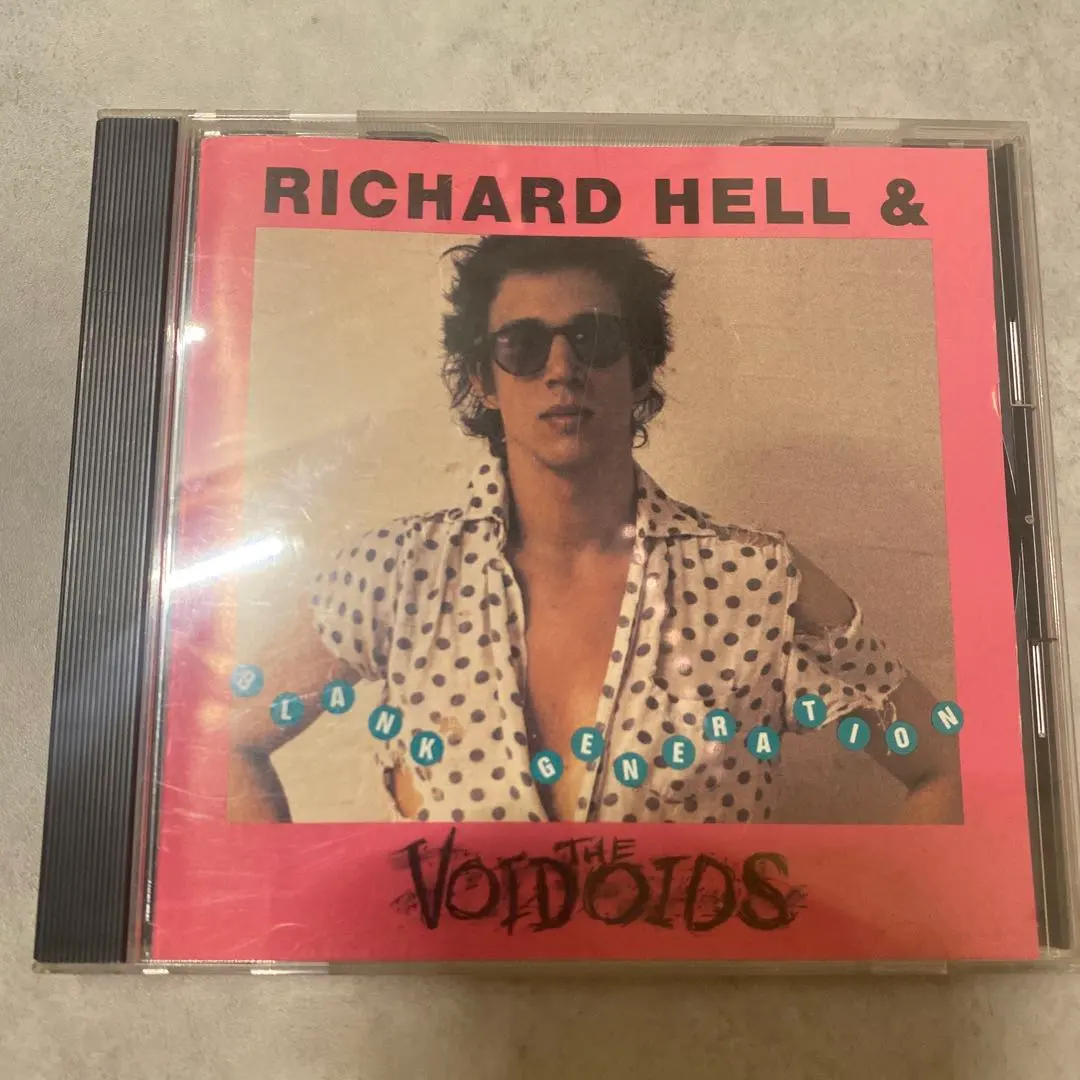 RICHARD HELL &
BLANK GENERATION
THE
VOIDOIDS